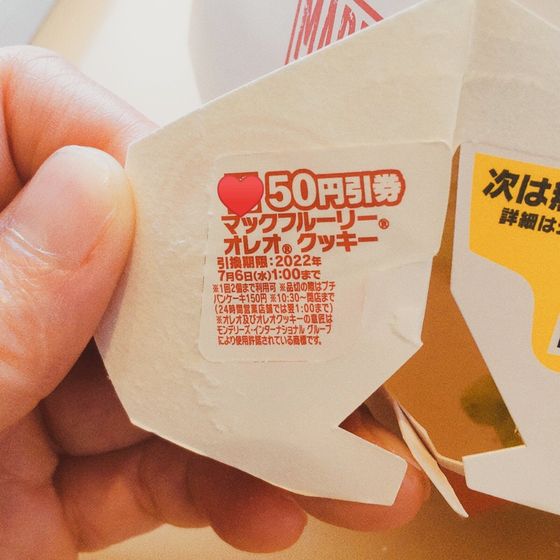 MAD
50円引券
マックフルーリー®
オレオ® クッキー
引換期限：2022年
7月6日(水)1:00まで
※1回2個まで利用可 ※品切の際はプチ
パンケーキ150円 ※10:30〜閉店まで
(24時間営業店舗では翌1:00まで)
※オレオ及びオレオクッキーの意匠は
モンデリーズ・インターナショナル グループ
により使用許諾されている商標です。
次は
詳細は